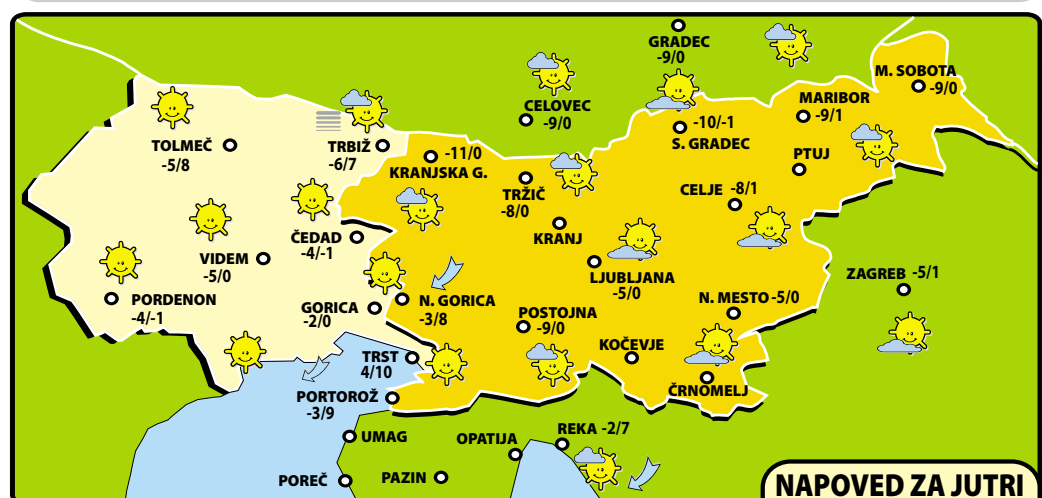 GRADEC
-9/0
M. SOBOTA
-9/0
CELOVEC
-9/0
MARIBOR
-9/1
-10/-1
S. GRADEC
TOLMEČ
-5/8
TRBIŽ
-6/7
-11/0
KRANJSKA G.
PTUJ
TRŽIČ
-8/0
CELJE -8/1
KRANJ
ČEDAD
-4/-1
VIDEM
-5/0
LJUBLJANA
-5/0
ZAGREB -5/1
PORDENON
-4/-1
GORICA
-2/0
N. GORICA
-3/8
N. MESTO -5/0
POSTOJNA
-9/0
KOČEVJE
TRST
4/10
ČRNOMELJ
PORTOROŽ
-3/9
UMAG
OPATIJA
REKA -2/7
POREČ
PAZIN
NAPOVED ZA JUTRI